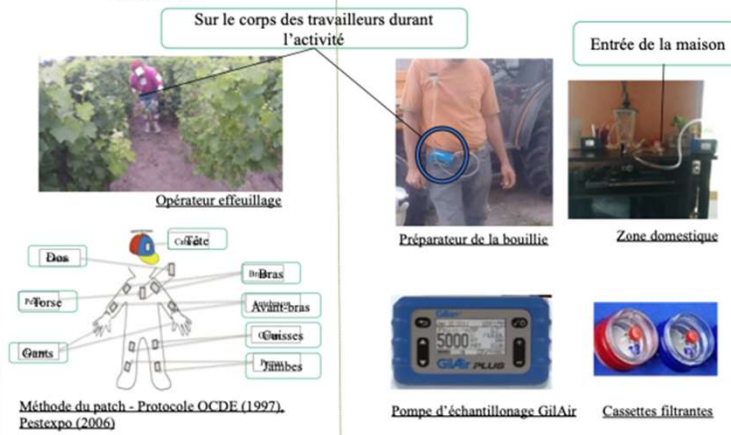 Sur le corps des travailleurs durant
l'activité
Entrée de la maison
Opérateur effeuillage
Préparateur de la bouillie
Zone domestique
Tête
Dos
Bras
Torse
Avant-bras
Gants
Cuisses
Jambes
5000
GilAir PLUS
Méthode du patch - Protocole OCDE (1997),
Pestexpo (2006)
Pompe d'échantillonage GilAir
Cassettes filtrantes